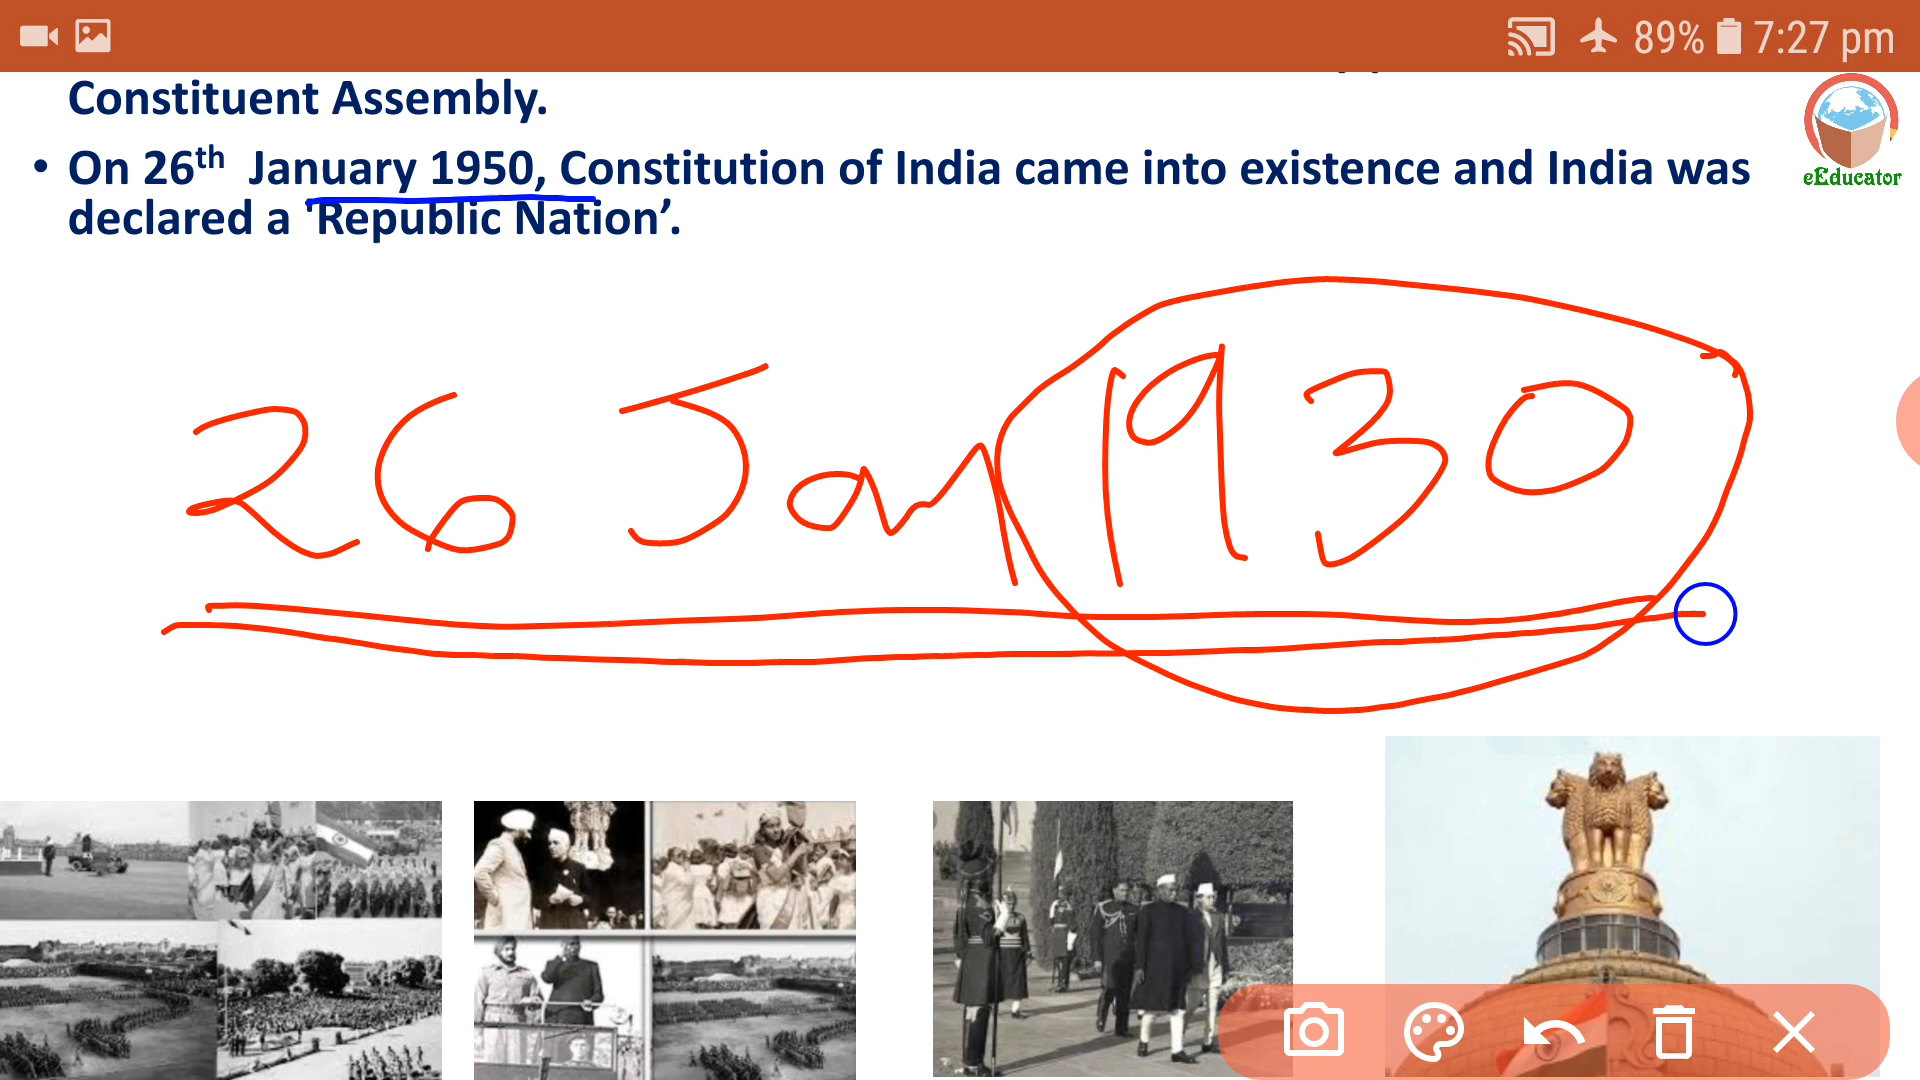 89% 7:27 pm
Constituent Assembly.
• On 26th January 1950, Constitution of India came into existence and India was
declared a 'Republic Nation'.
eEducator
26 Jan 1930